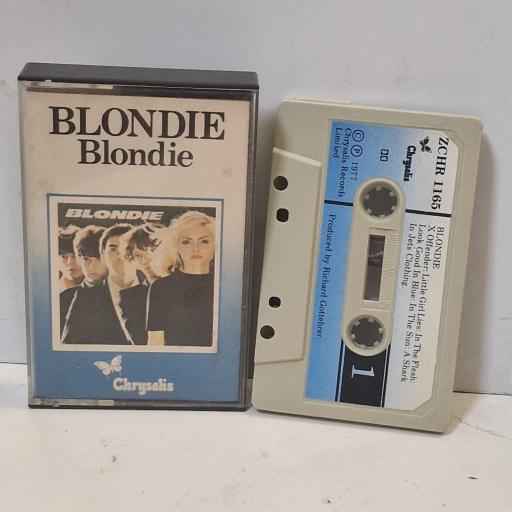 BLONDIE
Blondie
BLONDIE
Chrysalis
ZCHR 1165
Chrysalis
© ℗ 1977
Chrysalis Records
Limited
BLONDIE
X Offender: Little Girl Lies: In The Flesh:
Look Good In Blue: In The Sun: A Shark
In Jets Clothing.
Produced by Richard Gottehrer.
1